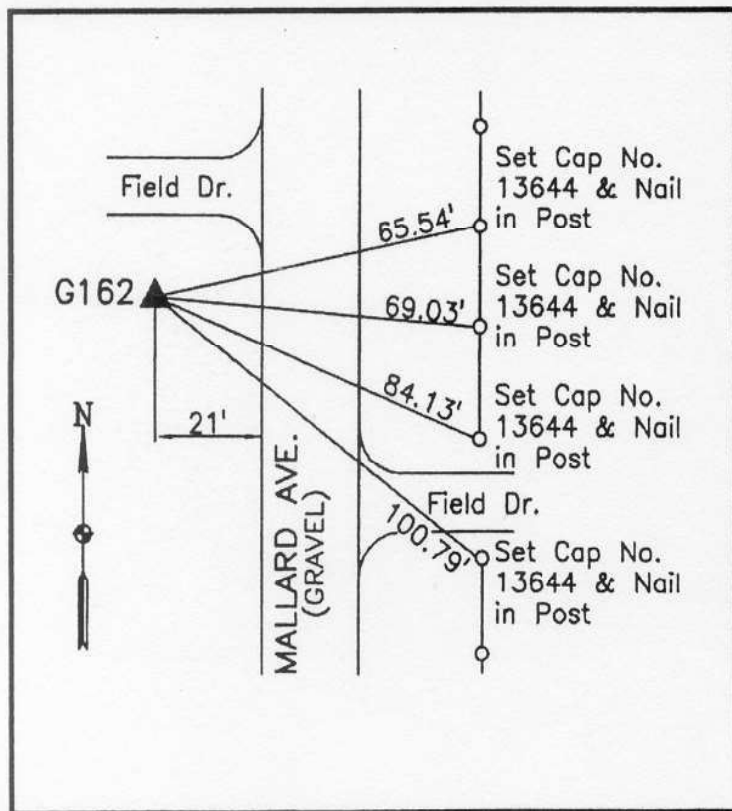 Field Dr.
65.54'
Set Cap No.
13644 & Nail
in Post
G162
69.03'
Set Cap No.
13644 & Nail
in Post
84.13'
Set Cap No.
13644 & Nail
in Post
N
21'
MALLARD AVE.
(GRAVEL)
Field Dr.
100.79'
Set Cap No.
13644 & Nail
in Post